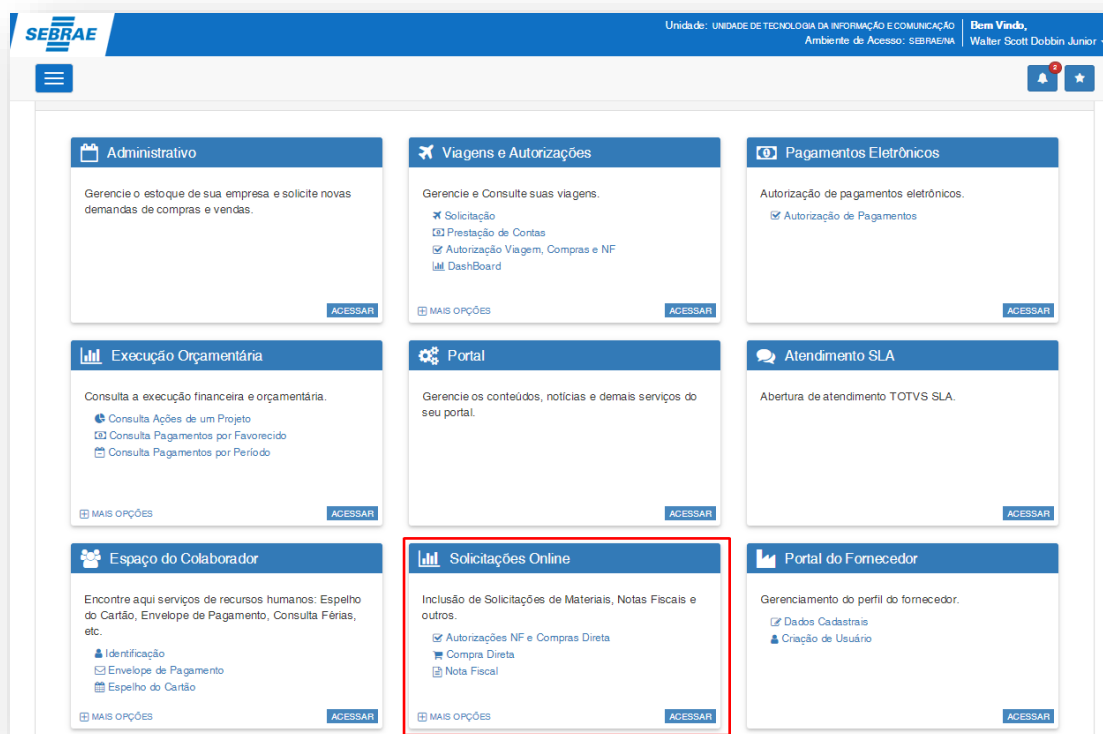 SEBRAE
Unidade: UNIDADE DE TECNOLOGIA DA INFORMAÇÃO E COMUNICAÇÃO
Ambiente de Acesso: SEBRAE/NA
Bem Vindo,
Walter Scott Dobbin Junior
2
Administrativo
Gerencie o estoque de sua empresa e solicite novas
demandas de compras e vendas.
ACESSAR
Viagens e Autorizações
Gerencie e Consulte suas viagens.
Solicitação
Prestação de Contas
Autorização Viagem, Compras e NF
DashBoard
MAIS OPÇÕES
ACESSAR
Pagamentos Eletrônicos
Autorização de pagamentos eletrônicos.
Autorização de Pagamentos
ACESSAR
Execução Orçamentária
Consulta a execução financeira e orçamentária.
Consulta Ações de um Projeto
Consulta Pagamentos por Favorecido
Consulta Pagamentos por Período
MAIS OPÇÕES
ACESSAR
Portal
Gerencie os conteúdos, notícias e demais serviços do
seu portal.
ACESSAR
Atendimento SLA
Abertura de atendimento TOTVS SLA.
ACESSAR
Espaço do Colaborador
Encontre aqui serviços de recursos humanos: Espelho
do Cartão, Envelope de Pagamento, Consulta Férias,
etc.
Identificação
Envelope de Pagamento
Espelho do Cartão
MAIS OPÇÕES
ACESSAR
Solicitações Online
Inclusão de Solicitações de Materiais, Notas Fiscais e
outros.
Autorizações NF e Compras Direta
Compra Direta
Nota Fiscal
MAIS OPÇÕES
ACESSAR
Portal do Fornecedor
Gerenciamento do perfil do fornecedor.
Dados Cadastrais
Criação de Usuário
ACESSAR